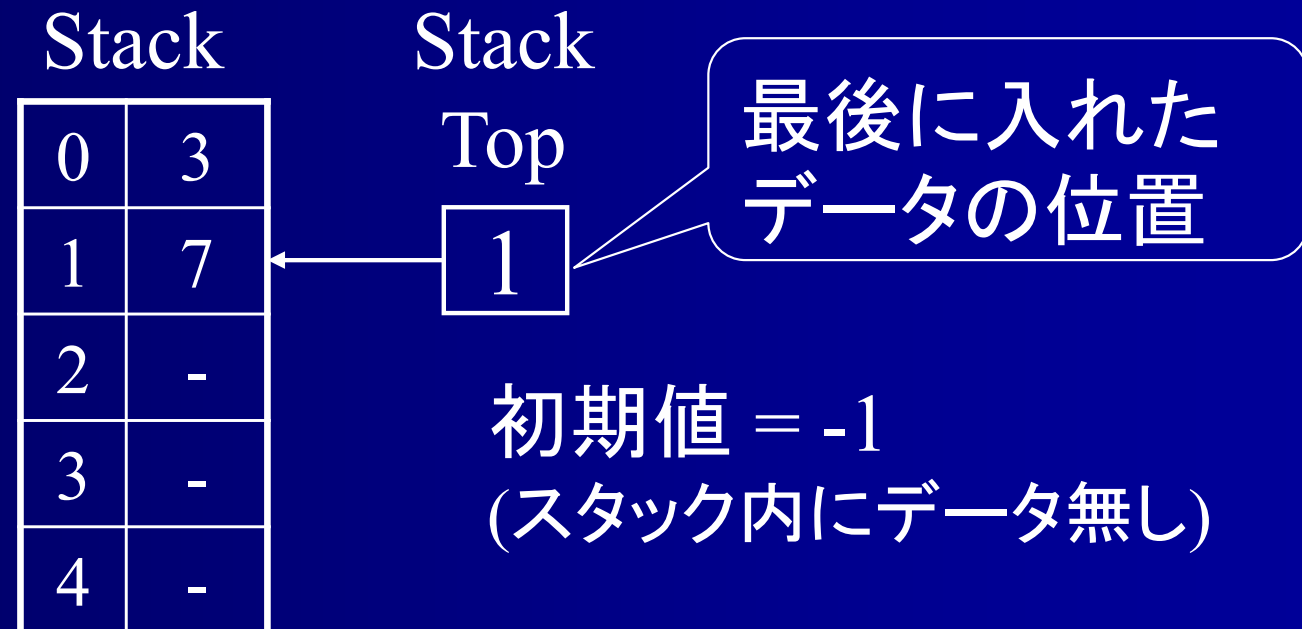 Stack
0 3
1 7
2 -
3 -
4 -
Stack
Top
1
最後に入れた
データの位置
初期値 = -1
(スタック内にデータ無し)